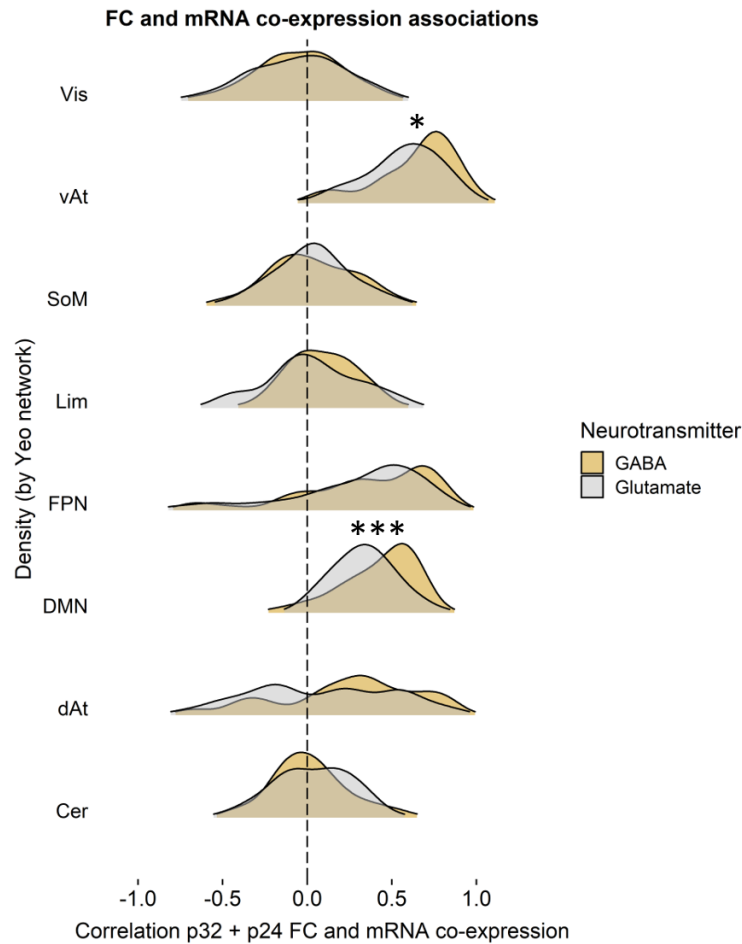 FC and mRNA co-expression associations
Vis
*
vAt
SoM
Lim
FPN
***
DMN
dAt
Cer
Density (by Yeo network)
Neurotransmitter
GABA
Glutamate
-1.0 -0.5 0.0 0.5 1.0
Correlation p32 + p24 FC and mRNA co-expression